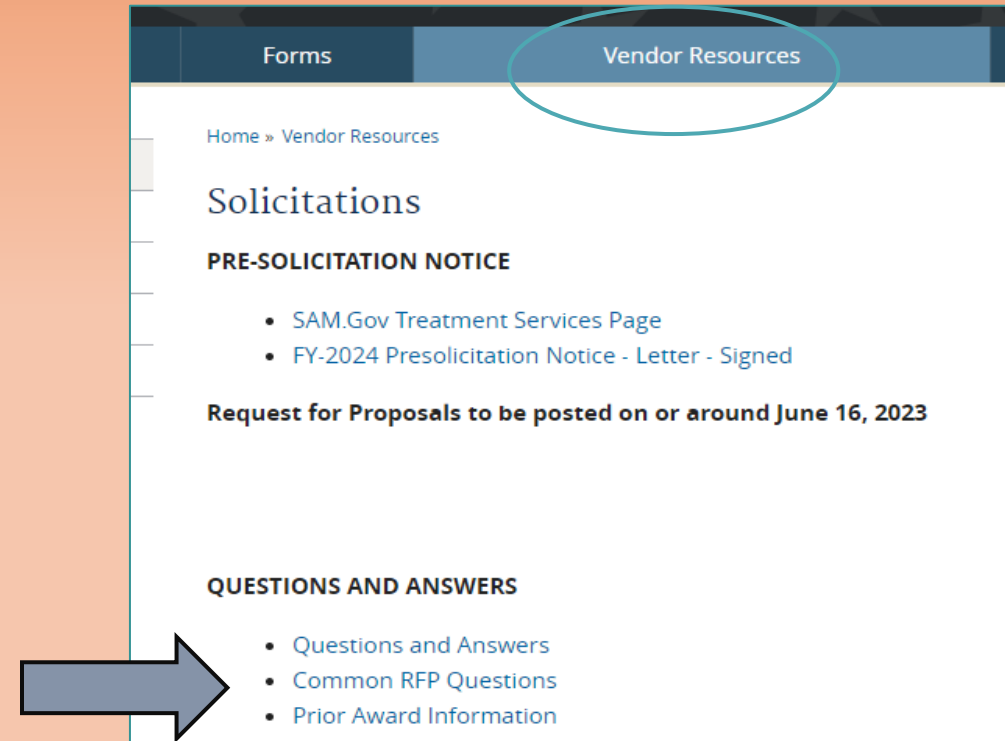 Forms
Vendor Resources
Home » Vendor Resources
Solicitations
PRE-SOLICITATION NOTICE
• SAM.Gov Treatment Services Page
• FY-2024 Presolicitation Notice - Letter - Signed
Request for Proposals to be posted on or around June 16, 2023
QUESTIONS AND ANSWERS
• Questions and Answers
• Common RFP Questions
• Prior Award Information